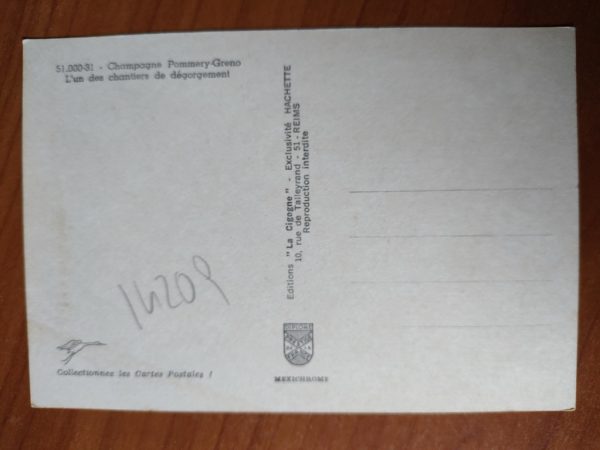 51.000-31 - Champagne Pommery-Greno
L'un des chantiers de dégorgement
Editions "La Cigogne" - Exclusivité HACHETTE
10, rue de Talleyrand - 51 - REIMS
Reproduction interdite
14209
Collectionnez les Cartes Postales !
DIPLOME
MEXICHROME